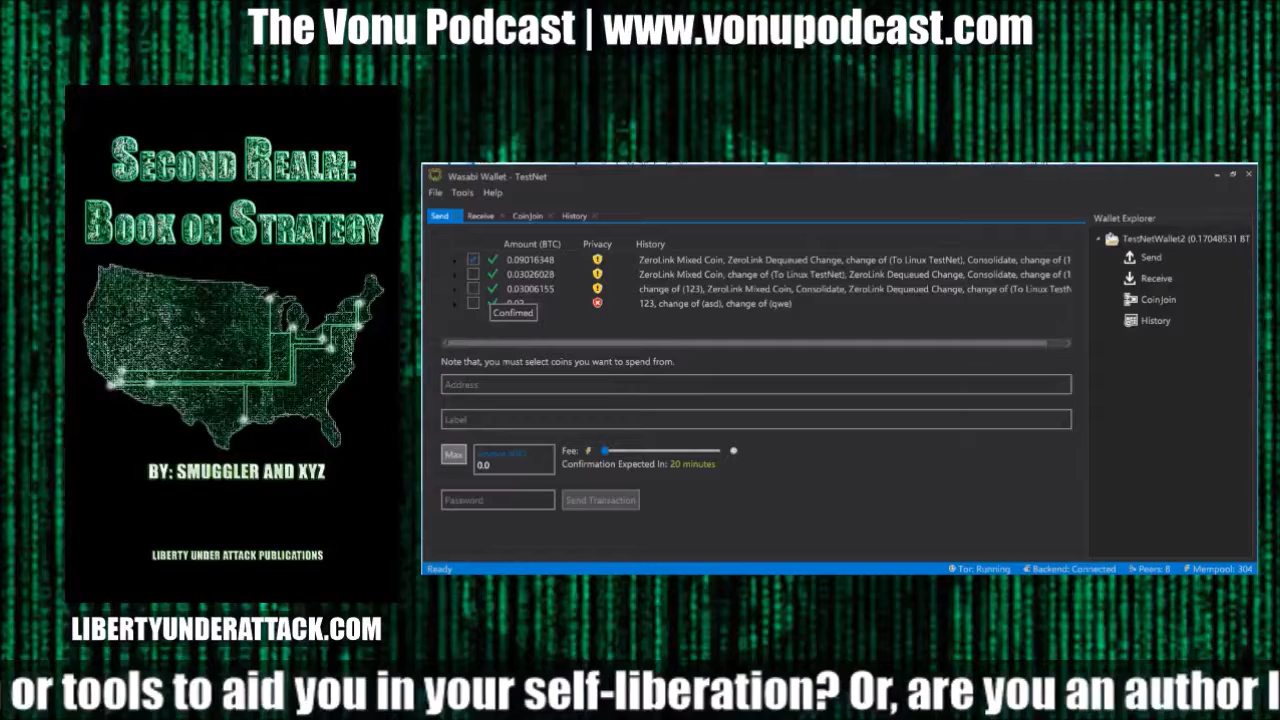 The Vonu Podcast | www.vonupodcast.com
SECOND REALM:
BOOK ON STRATEGY
BY: SMUGGLER AND XYZ
LIBERTY UNDER ATTACK PUBLICATIONS
LIBERTYUNDERATTACK.COM
Wasabi Wallet - TestNet
File Tools Help
Send Receive CoinJoin History
Amount (BTC) Privacy History
0.09016348 ZeroLink Mixed Coin, ZeroLink Dequeued Change, change of (To Linux TestNet), Consolidate, change of (1
0.03026028 ZeroLink Mixed Coin, change of (To Linux TestNet), ZeroLink Dequeued Change, Consolidate, change of (1
0.03006155 change of (123), ZeroLink Mixed Coin, Consolidate, ZeroLink Dequeued Change, change of (To Linux TestN
123, change of (asd), change of (qwe)
Confirmed
Note that, you must select coins you want to spend from.
Address
Label
Max
0.0
Fee:
Confirmation Expected In: 20 minutes
Password
Send Transaction
Wallet Explorer
TestNetWallet2 (0.17048531 BT
Send
Receive
CoinJoin
History
Ready
Tor: Running Backend: Connected Peers: 8 Mempool: 304
or tools to aid you in your self-liberation? Or, are you an author